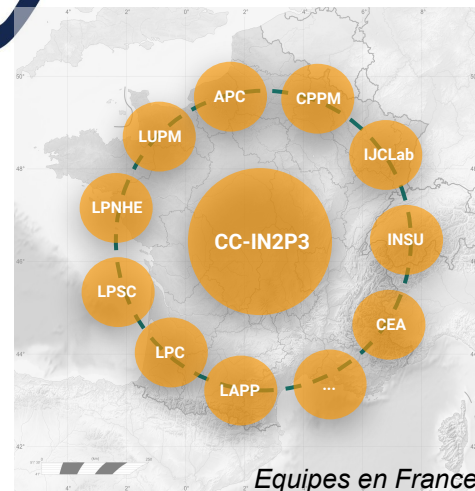 APC
CPPM
LUPM
IJCLab
LPNHE
CC-IN2P3
INSU
LPSC
CEA
LPC
LAPP
...
Equipes en France